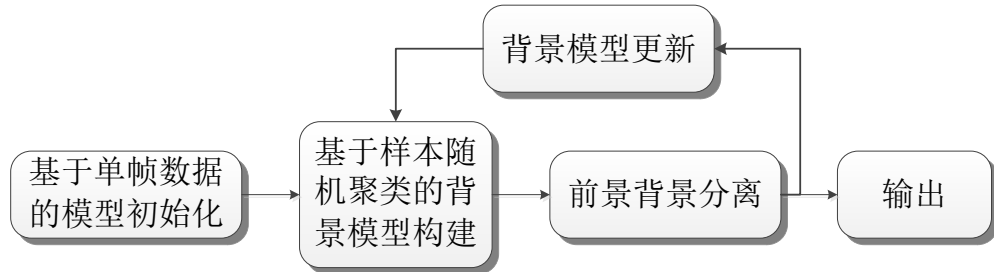 背景模型更新
基于单帧数据
的模型初始化
基于样本随
机聚类的背
景模型构建
前景背景分离
输出